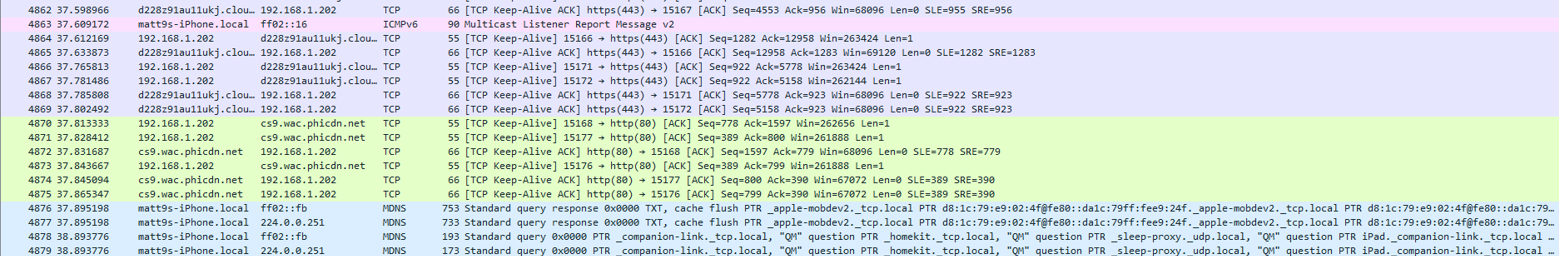 4862 37.598966 d228z91au11ukj.clou… 192.168.1.202 TCP 66 [TCP Keep-Alive ACK] https(443) → 15167 [ACK] Seq=4553 Ack=956 Win=68096 Len=0 SLE=955 SRE=956
4863 37.609172 matt9s-iPhone.local ff02::16 ICMPv6 90 Multicast Listener Report Message v2
4864 37.612169 192.168.1.202 d228z91au11ukj.clou… TCP 55 [TCP Keep-Alive] 15166 → https(443) [ACK] Seq=1282 Ack=12958 Win=263424 Len=1
4865 37.633873 d228z91au11ukj.clou… 192.168.1.202 TCP 66 [TCP Keep-Alive ACK] https(443) → 15166 [ACK] Seq=12958 Ack=1283 Win=69120 Len=0 SLE=1282 SRE=1283
4866 37.765813 192.168.1.202 d228z91au11ukj.clou… TCP 55 [TCP Keep-Alive] 15171 → https(443) [ACK] Seq=922 Ack=5778 Win=263424 Len=1
4867 37.781486 192.168.1.202 d228z91au11ukj.clou… TCP 55 [TCP Keep-Alive] 15172 → https(443) [ACK] Seq=922 Ack=5158 Win=262144 Len=1
4868 37.785808 d228z91au11ukj.clou… 192.168.1.202 TCP 66 [TCP Keep-Alive ACK] https(443) → 15171 [ACK] Seq=5778 Ack=923 Win=68096 Len=0 SLE=922 SRE=923
4869 37.802492 d228z91au11ukj.clou… 192.168.1.202 TCP 66 [TCP Keep-Alive ACK] https(443) → 15172 [ACK] Seq=5158 Ack=923 Win=68096 Len=0 SLE=922 SRE=923
4870 37.813333 192.168.1.202 cs9.wac.phicdn.net TCP 55 [TCP Keep-Alive] 15168 → http(80) [ACK] Seq=778 Ack=1597 Win=262656 Len=1
4871 37.828412 192.168.1.202 cs9.wac.phicdn.net TCP 55 [TCP Keep-Alive] 15177 → http(80) [ACK] Seq=389 Ack=800 Win=261888 Len=1
4872 37.831687 cs9.wac.phicdn.net 192.168.1.202 TCP 66 [TCP Keep-Alive ACK] http(80) → 15168 [ACK] Seq=1597 Ack=779 Win=68096 Len=0 SLE=778 SRE=779
4873 37.843667 192.168.1.202 cs9.wac.phicdn.net TCP 55 [TCP Keep-Alive] 15176 → http(80) [ACK] Seq=389 Ack=799 Win=261888 Len=1
4874 37.845094 cs9.wac.phicdn.net 192.168.1.202 TCP 66 [TCP Keep-Alive ACK] http(80) → 15177 [ACK] Seq=800 Ack=390 Win=67072 Len=0 SLE=389 SRE=390
4875 37.865347 cs9.wac.phicdn.net 192.168.1.202 TCP 66 [TCP Keep-Alive ACK] http(80) → 15176 [ACK] Seq=799 Ack=390 Win=67072 Len=0 SLE=389 SRE=390
4876 37.895198 matt9s-iPhone.local ff02::fb MDNS 753 Standard query response 0x0000 TXT, cache flush PTR _apple-mobdev2._tcp.local PTR d8:1c:79:e9:02:4f@fe80::da1c:79ff:fee9:24f._apple-mobdev2._tcp.local PTR d8:1c:79:e9:02:4f@fe80::da1c:79…
4877 37.895198 matt9s-iPhone.local 224.0.0.251 MDNS 733 Standard query response 0x0000 TXT, cache flush PTR _apple-mobdev2._tcp.local PTR d8:1c:79:e9:02:4f@fe80::da1c:79ff:fee9:24f._apple-mobdev2._tcp.local PTR d8:1c:79:e9:02:4f@fe80::da1c:79…
4878 38.893776 matt9s-iPhone.local ff02::fb MDNS 193 Standard query 0x0000 PTR _companion-link._tcp.local, "QM" question PTR _homekit._tcp.local, "QM" question PTR _sleep-proxy._udp.local, "QM" question PTR iPad._companion-link._tcp.local …
4879 38.893776 matt9s-iPhone.local 224.0.0.251 MDNS 173 Standard query 0x0000 PTR _companion-link._tcp.local, "QM" question PTR _homekit._tcp.local, "QM" question PTR _sleep-proxy._udp.local, "QM" question PTR iPad._companion-link._tcp.local …